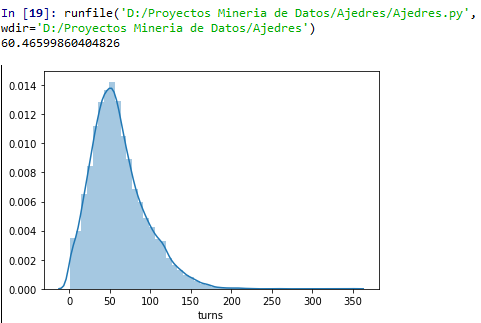 In [19]: runfile('D:/Proyectos Mineria de Datos/Ajedres/Ajedres.py',
wdir='D:/Proyectos Mineria de Datos/Ajedres')
60.46599860404826
0.014
0.012
0.010
0.008
0.006
0.004
0.002
0.000
0 50 100 150 200 250 300 350
turns